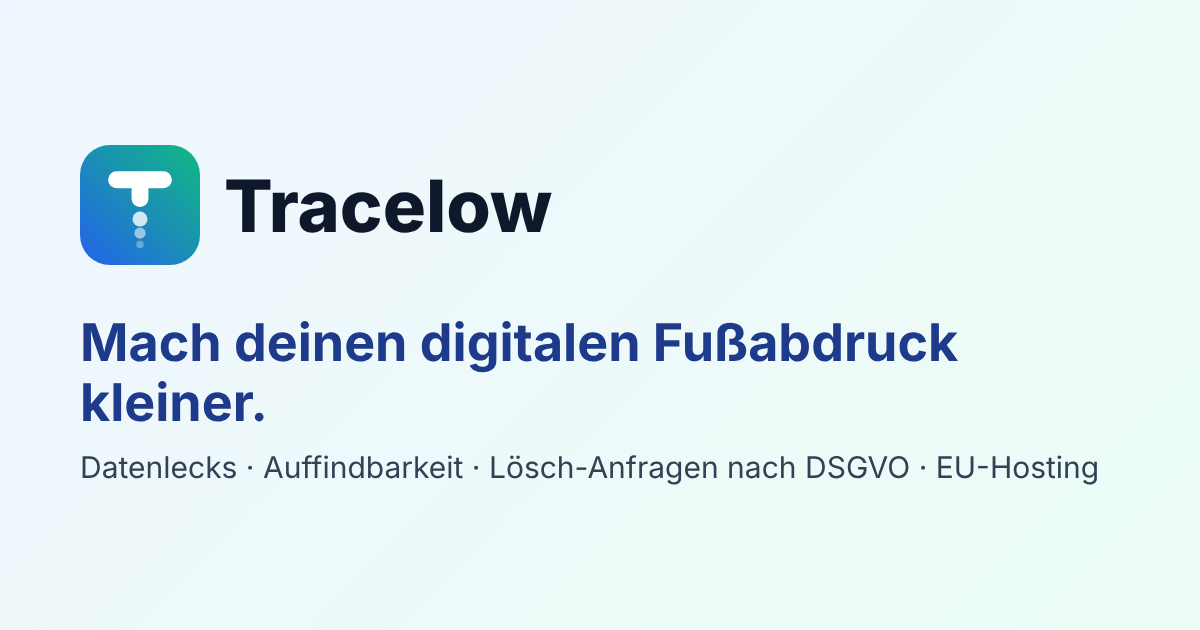 Tracelow
Mach deinen digitalen Fußabdruck
kleiner.
Datenlecks · Auffindbarkeit · Lösch-Anfragen nach DSGVO · EU-Hosting